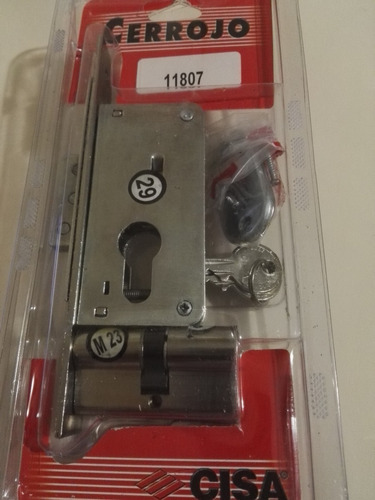 CERROJO
11807
29
M 23
CISA